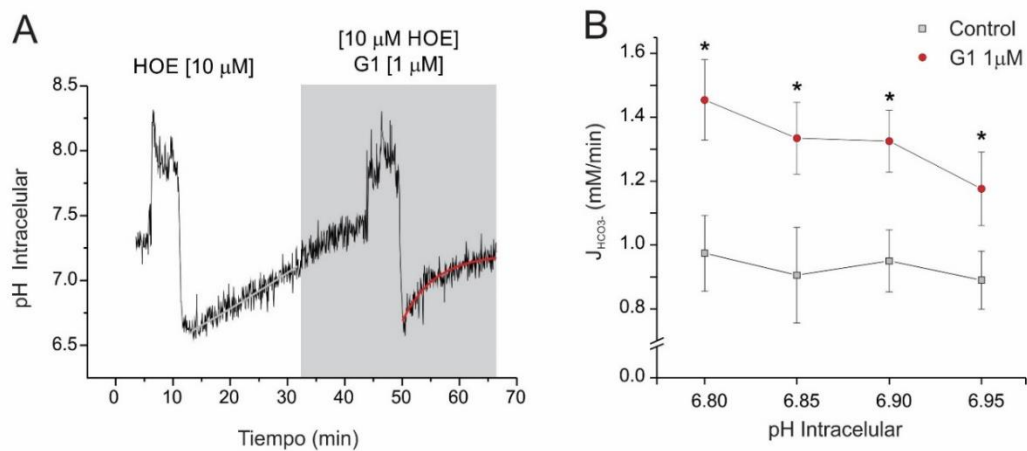 A
HOE [10 µM]
[10 µM HOE]
G1 [1 µM]
8.5
8.0
7.5
7.0
6.5
pH Intracelular
0
10
20
30
40
50
60
70
Tiempo (min)
B
Control
G1 1µM
1.6
1.4
1.2
1.0
0.8
0.0
J_HCO3- (mM/min)
*
*
*
*
6.80
6.85
6.90
6.95
pH Intracelular